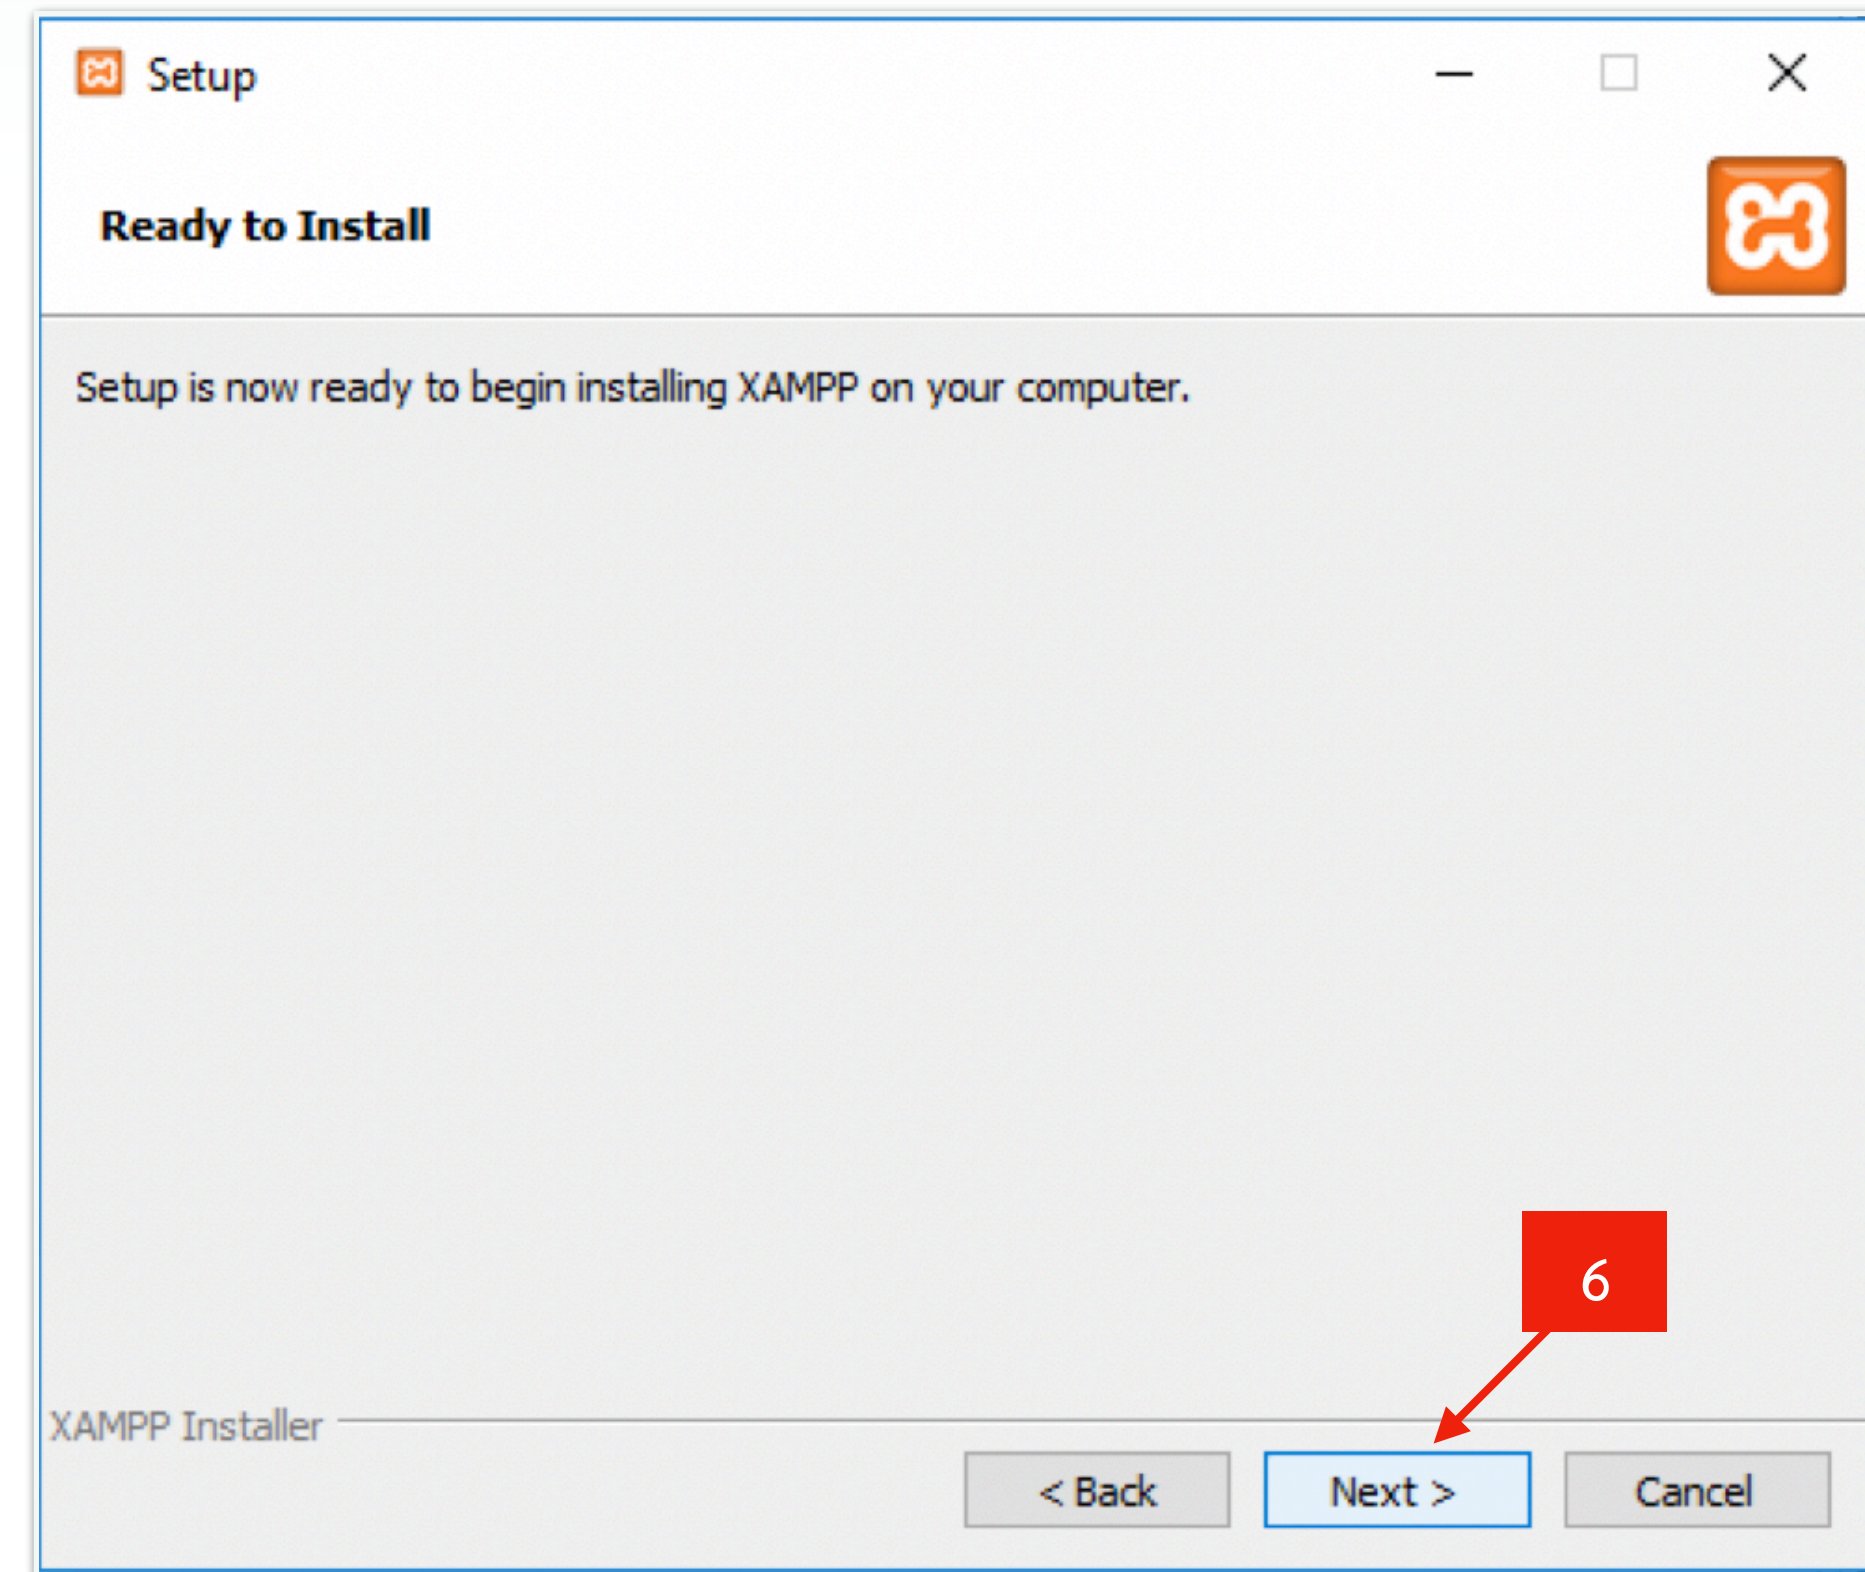 Setup
Ready to Install
Setup is now ready to begin installing XAMPP on your computer.
6
XAMPP Installer
< Back
Next >
Cancel